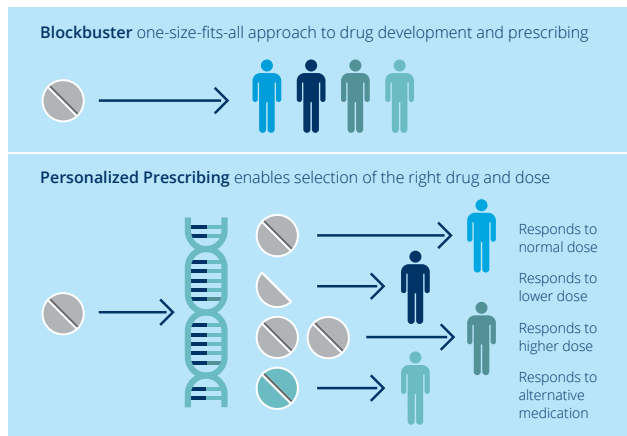 Blockbuster one-size-fits-all approach to drug development and prescribing
Personalized Prescribing enables selection of the right drug and dose
Responds to
normal dose
Responds to
lower dose
Responds to
higher dose
Responds to
alternative
medication